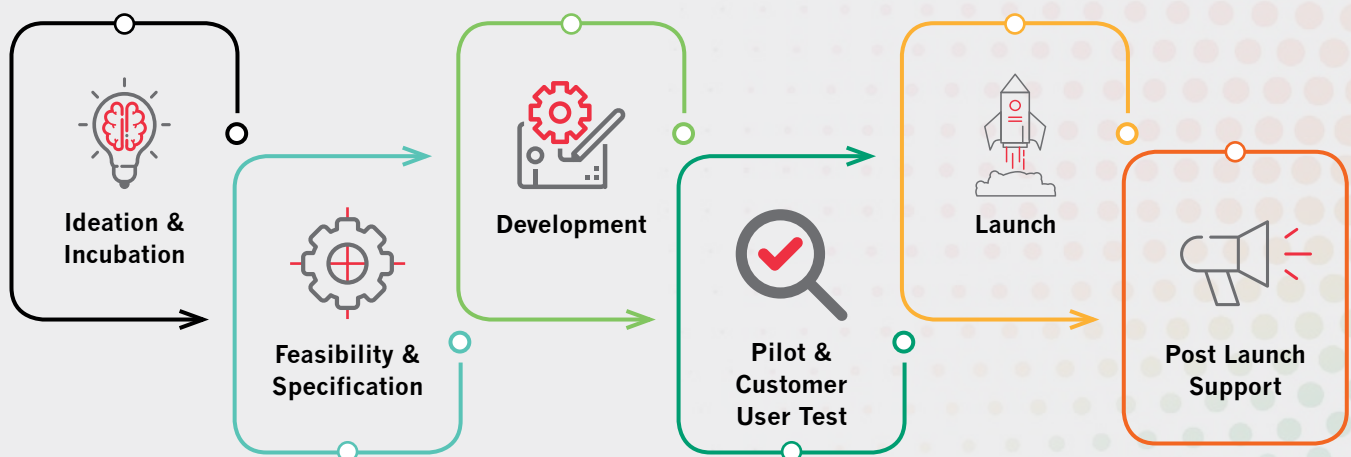 Ideation &
Incubation
Feasibility &
Specification
Development
Pilot &
Customer
User Test
Launch
Post Launch
Support